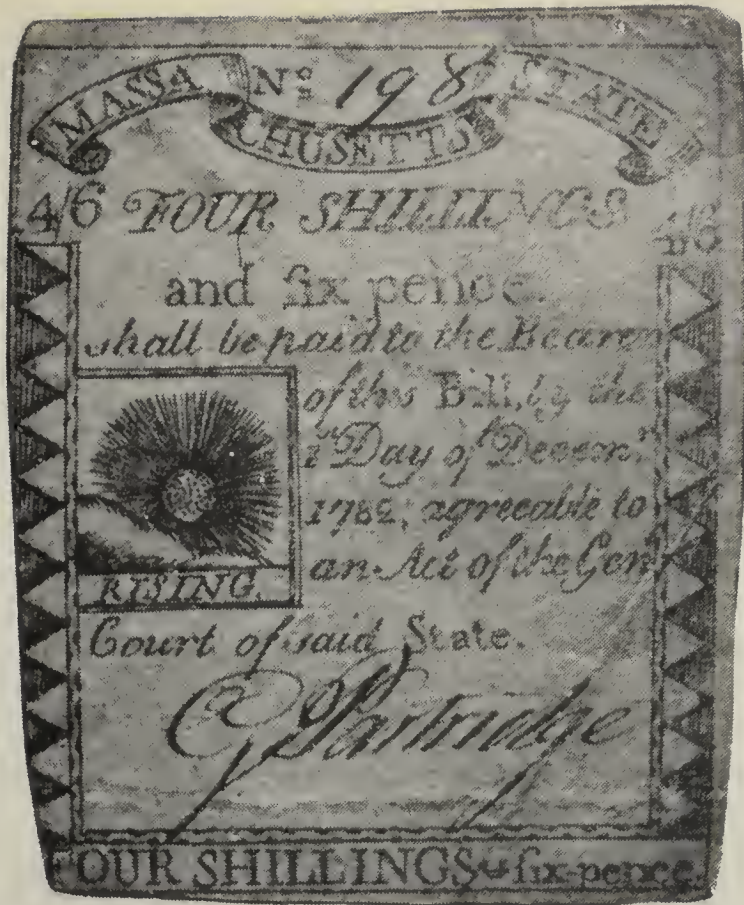 MASSA No 198 STATE
CHUSETTS
4/6 FOUR SHILLINGS 4/6
and ſix pence.
ſhall be paid to the Bearer
of this Bill, by the
1st Day of Decemr
1782, agreeable to
an Act of the Genl
RISING.
Court of ſaid State.
G Partridge
FOUR SHILLINGS & ſix-pence.